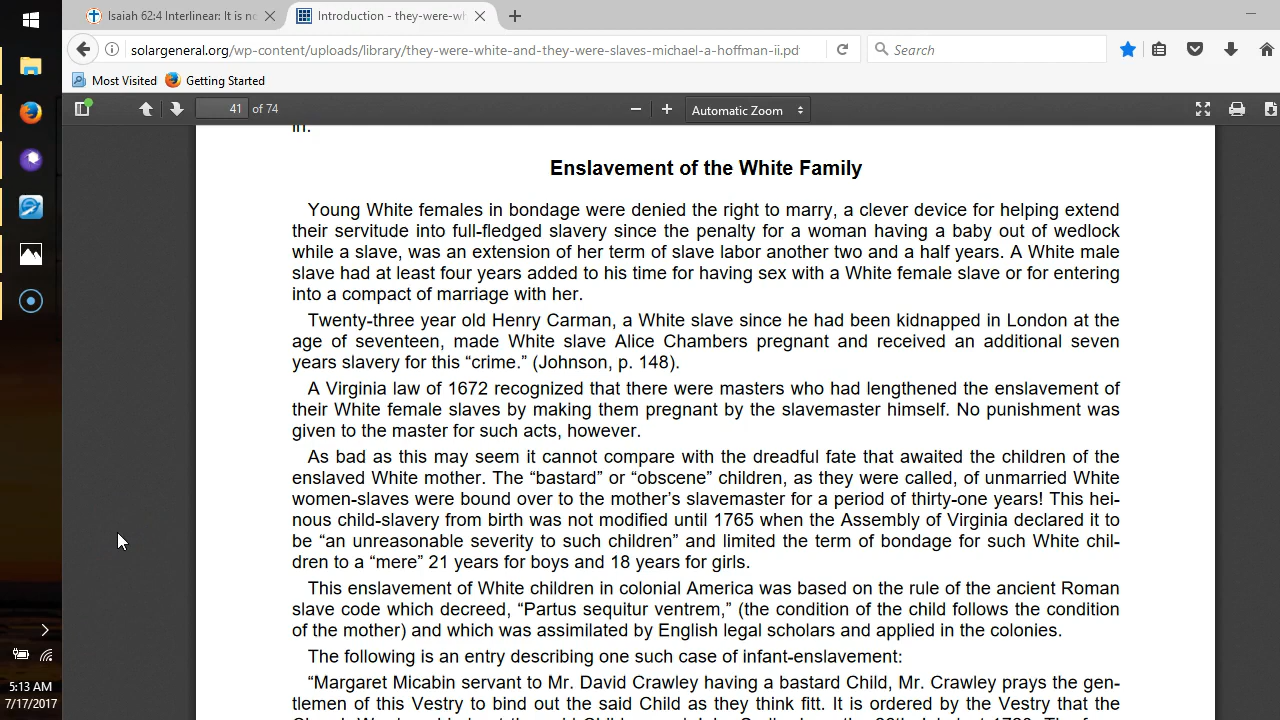 Isaiah 62:4 Interlinear: It is n
Introduction - they-were-wh
solargeneral.org/wp-content/uploads/library/they-were-white-and-they-were-slaves-michael-a-hoffman-ii.pdf
Search
Most Visited
Getting Started
41 of 74
Automatic Zoom
in.
Enslavement of the White Family
Young White females in bondage were denied the right to marry, a clever device for helping extend
their servitude into full-fledged slavery since the penalty for a woman having a baby out of wedlock
while a slave, was an extension of her term of slave labor another two and a half years. A White male
slave had at least four years added to his time for having sex with a White female slave or for entering
into a compact of marriage with her.
Twenty-three year old Henry Carman, a White slave since he had been kidnapped in London at the
age of seventeen, made White slave Alice Chambers pregnant and received an additional seven
years slavery for this “crime.” (Johnson, p. 148).
A Virginia law of 1672 recognized that there were masters who had lengthened the enslavement of
their White female slaves by making them pregnant by the slavemaster himself. No punishment was
given to the master for such acts, however.
As bad as this may seem it cannot compare with the dreadful fate that awaited the children of the
enslaved White mother. The “bastard” or “obscene” children, as they were called, of unmarried White
women-slaves were bound over to the mother’s slavemaster for a period of thirty-one years! This hei-
nous child-slavery from birth was not modified until 1765 when the Assembly of Virginia declared it to
be “an unreasonable severity to such children” and limited the term of bondage for such White chil-
dren to a “mere” 21 years for boys and 18 years for girls.
This enslavement of White children in colonial America was based on the rule of the ancient Roman
slave code which decreed, “Partus sequitur ventrem,” (the condition of the child follows the condition
of the mother) and which was assimilated by English legal scholars and applied in the colonies.
The following is an entry describing one such case of infant-enslavement:
“Margaret Micabin servant to Mr. David Crawley having a bastard Child, Mr. Crawley prays the gen-
tlemen of this Vestry to bind out the said Child as they think fitt. It is ordered by the Vestry that the
5:13 AM
7/17/2017